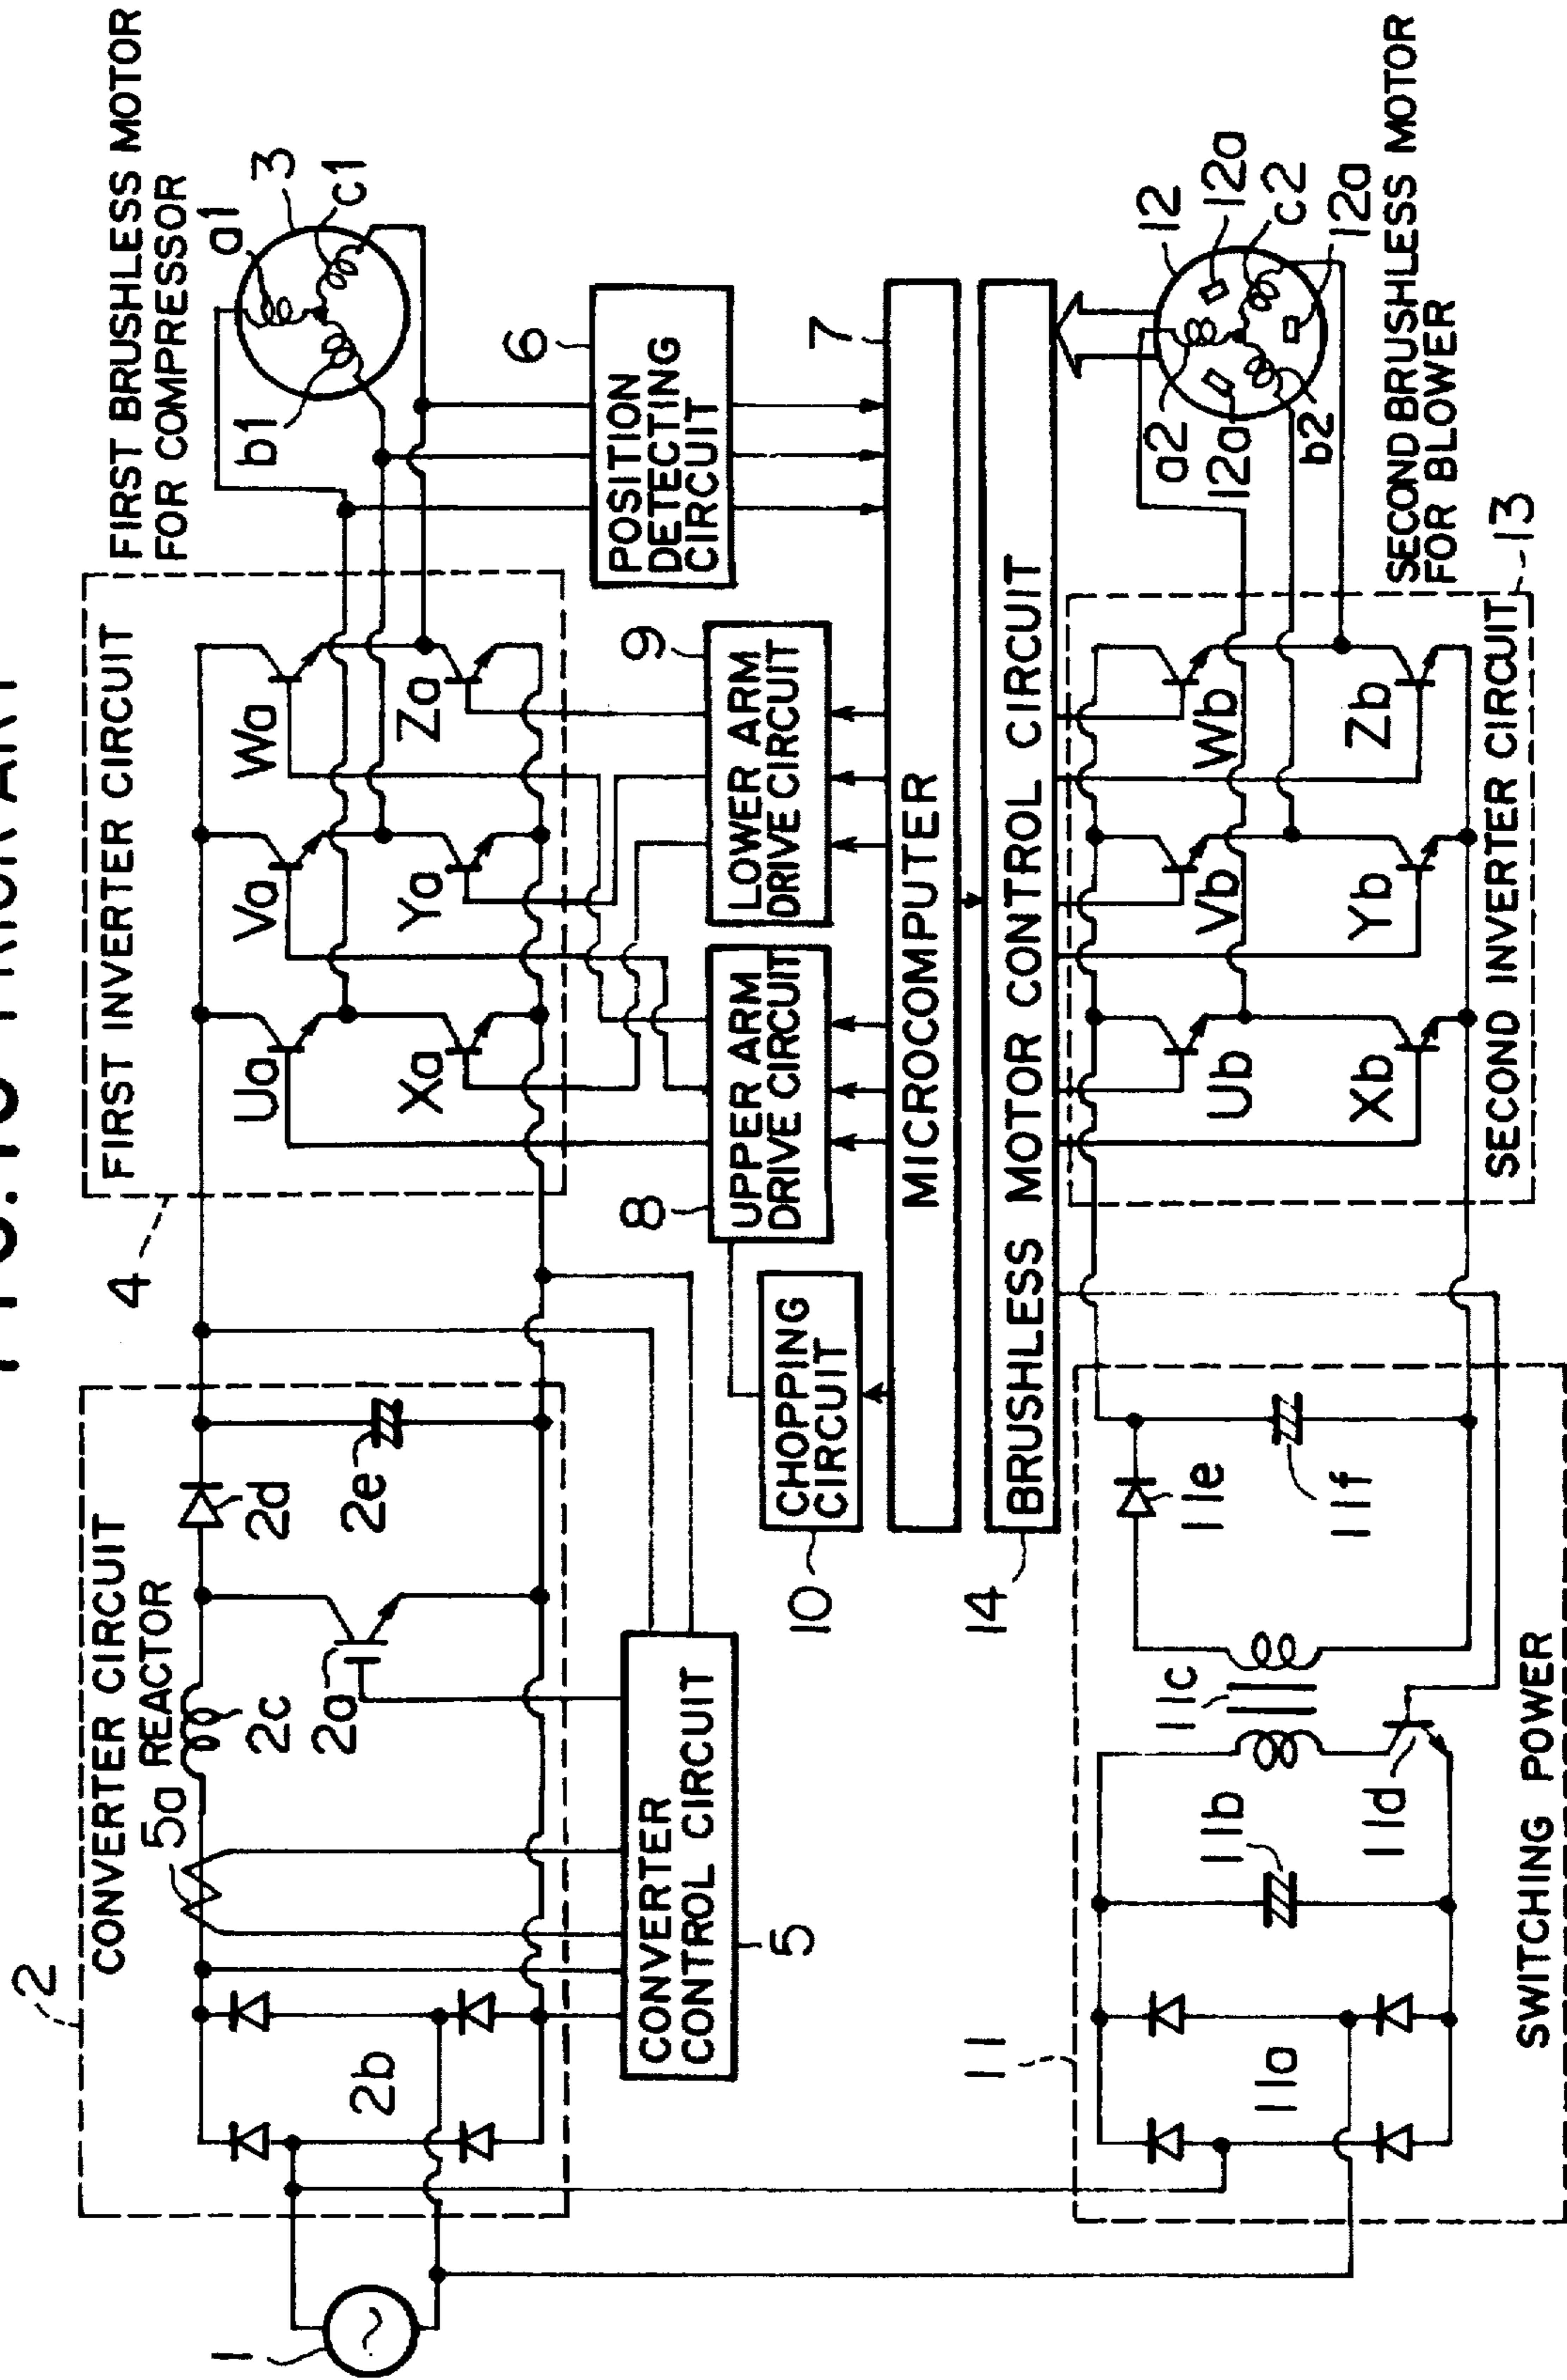 PRIOR ART
2
CONVERTER CIRCUIT
5a
REACTOR
2c
2d
2a
2e
2b
1
CONVERTER
CONTROL CIRCUIT
5
4
FIRST INVERTER CIRCUIT
Ua
Va
Wa
Xa
Ya
Za
FIRST BRUSHLESS MOTOR
FOR COMPRESSOR
a1
3
c1
b1
6
POSITION
DETECTING
CIRCUIT
8
UPPER ARM
DRIVE CIRCUIT
9
LOWER ARM
DRIVE CIRCUIT
CHOPPING
CIRCUIT
10
7
MICROCOMPUTER
14
BRUSHLESS MOTOR CONTROL CIRCUIT
11
11a
11b
11c
11d
11e
11f
SWITCHING POWER
Ub
Vb
Wb
Xb
Yb
Zb
SECOND INVERTER CIRCUIT
13
12
a2
12a
12a
c2
b2
12a
SECOND BRUSHLESS MOTOR
FOR BLOWER